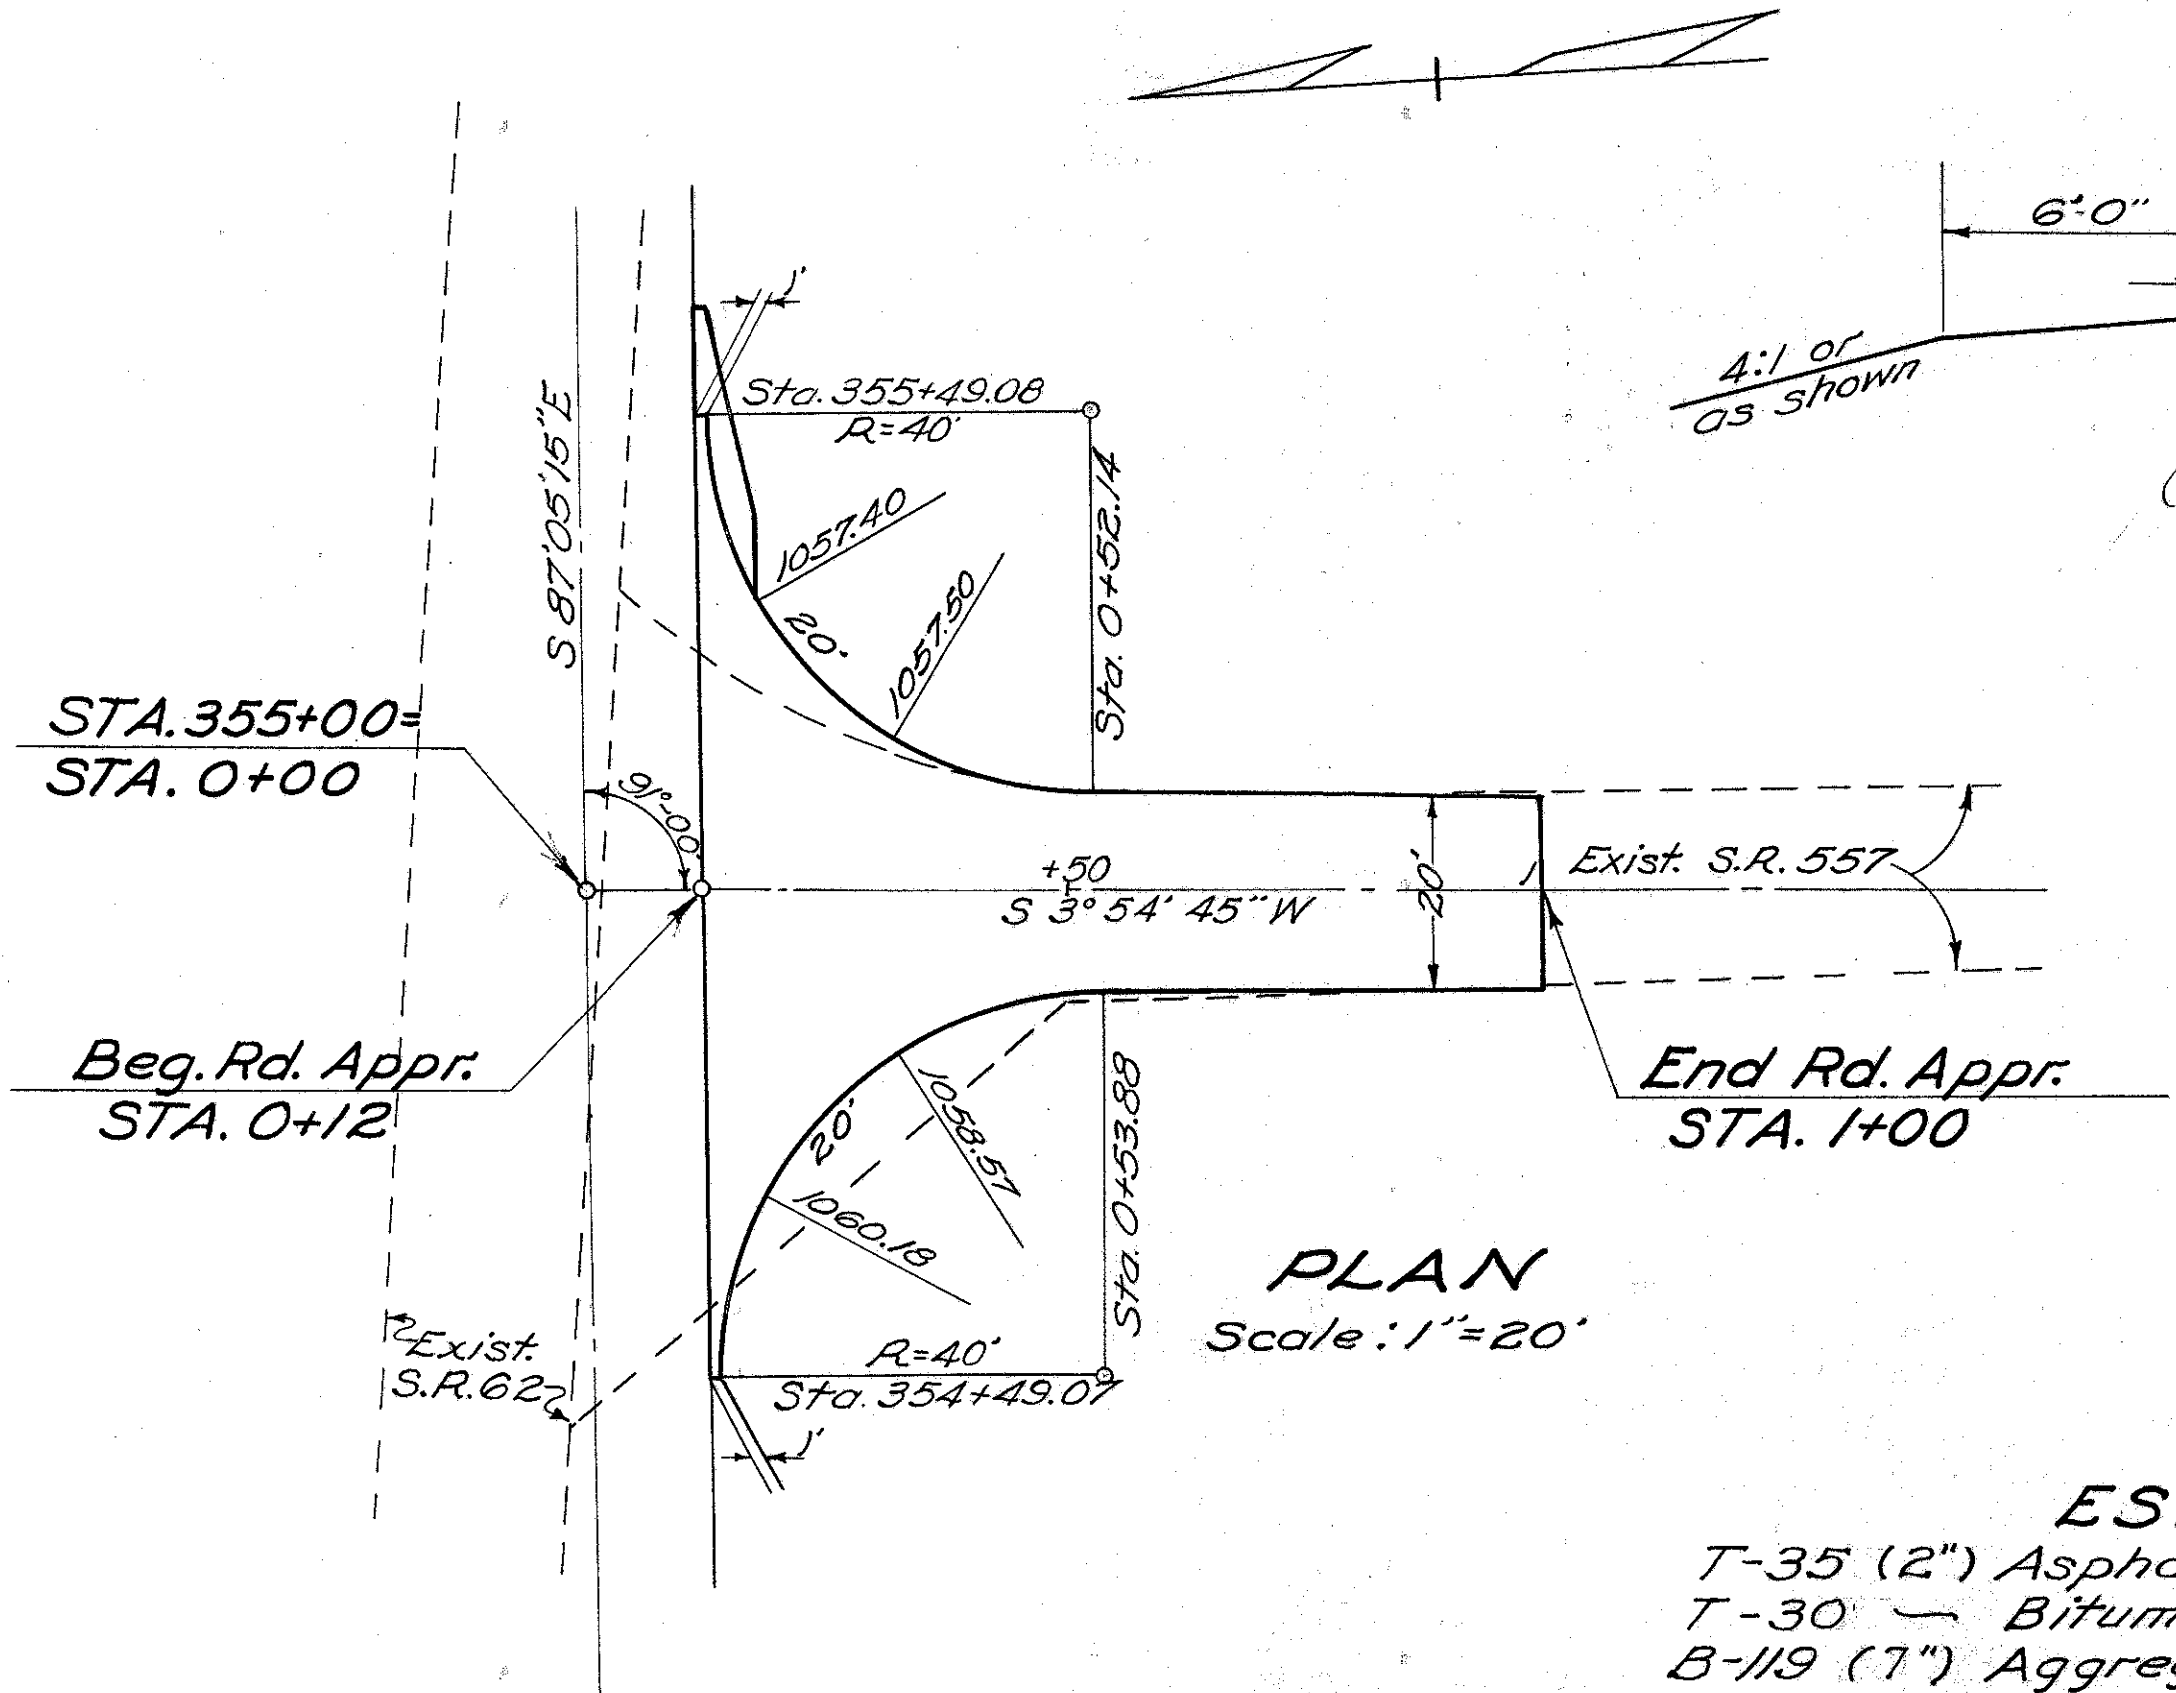 6'-0"
4:1 or
as shown
1'
Sta. 355+49.08
R=40'
S 87°05'15"E
1057.40
20'
1057.50
Sta. 0+52.14
STA. 355+00=
STA. 0+00
91°-00'
+50
S 3° 54' 45" W
20'
1
Exist. S.R. 557
Beg. Rd. Appr.
STA. 0+12
End Rd. Appr.
STA. 1+00
20'
1058.57
1060.18
Sta. 0+53.88
PLAN
Scale: 1"=20'
Exist.
S.R. 62
R=40'
Sta. 354+49.07
1'
ES
T-35 (2") Aspha
T-30 — Bitum
B-119 (7") Aggreg